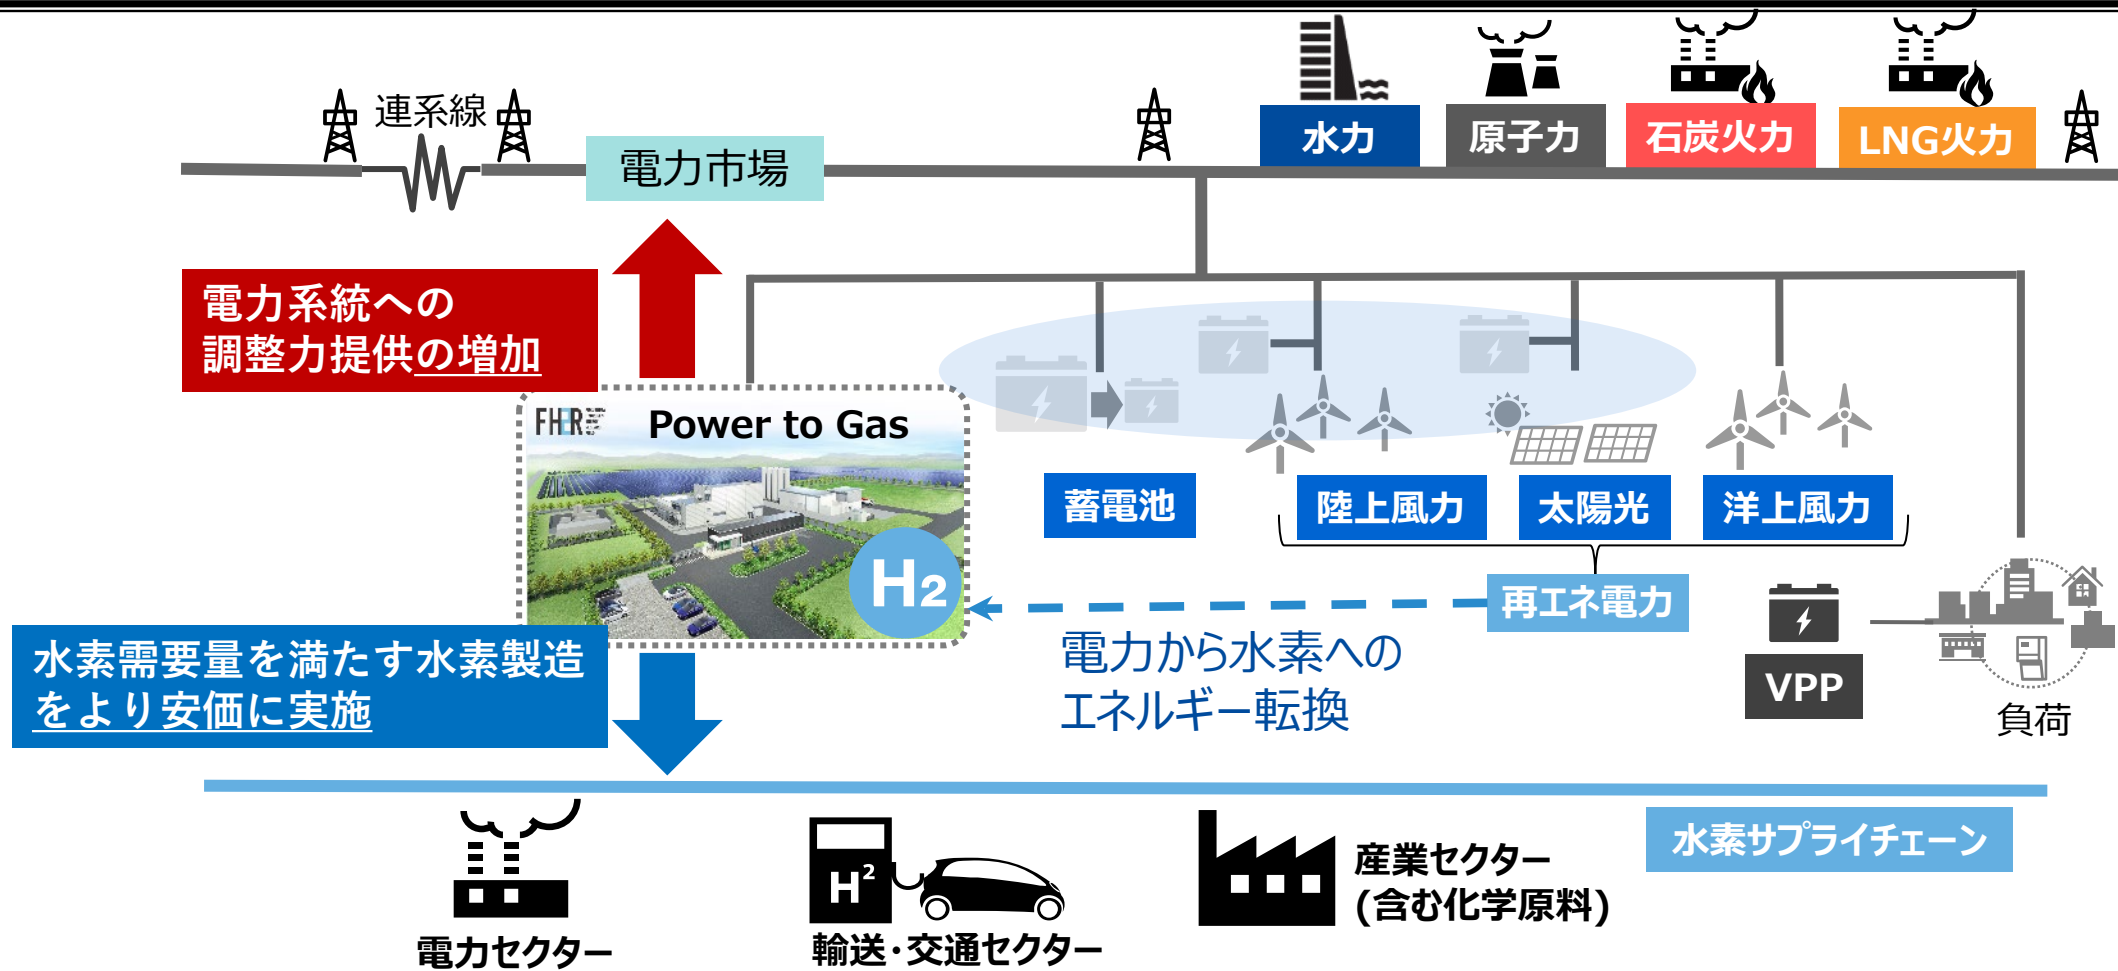 連系線
電力市場
水力
原子力
石炭火力
LNG火力
電力系統への
調整力提供の増加
Power to Gas
H2
蓄電池
陸上風力
太陽光
洋上風力
再エネ電力
電力から水素への
エネルギー転換
VPP
負荷
水素需要量を満たす水素製造
をより安価に実施
水素サプライチェーン
電力セクター
H²
輸送・交通セクター
産業セクター
(含む化学原料)